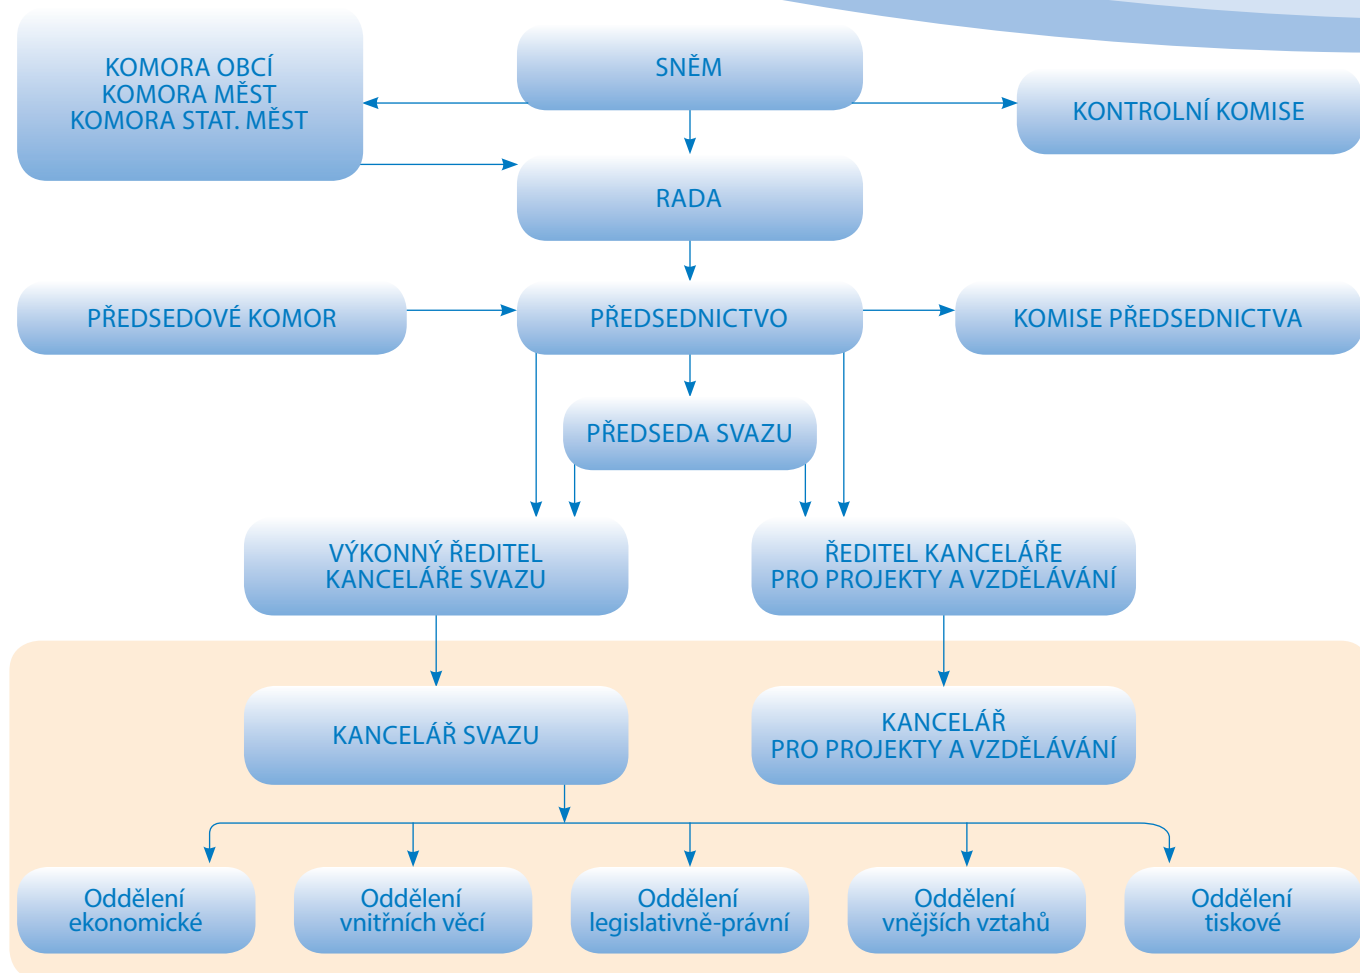 KOMORA OBCÍ
KOMORA MĚST
KOMORA STAT. MĚST
SNĚM
KONTROLNÍ KOMISE
RADA
PŘEDSEDOVÉ KOMOR
PŘEDSEDNICTVO
KOMISE PŘEDSEDNICTVA
PŘEDSEDA SVAZU
VÝKONNÝ ŘEDITEL
KANCELÁŘE SVAZU
ŘEDITEL KANCELÁŘE
PRO PROJEKTY A VZDĚLÁVÁNÍ
KANCELÁŘ SVAZU
KANCELÁŘ
PRO PROJEKTY A VZDĚLÁVÁNÍ
Oddělení
ekonomické
Oddělení
vnitřních věcí
Oddělení
legislativně-právní
Oddělení
vnějších vztahů
Oddělení
tiskové